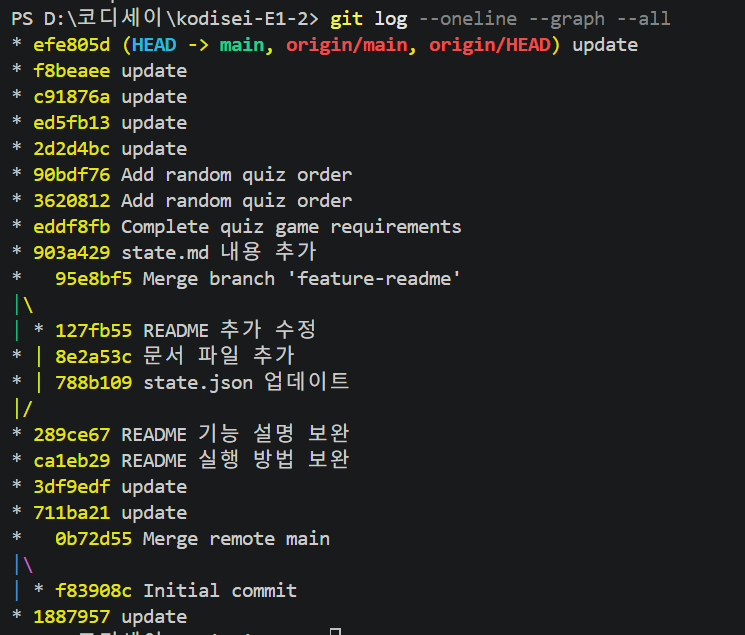 PS D:\코디세이\kodisei-E1-2> git log --oneline --graph --all
* efe805d (HEAD -> main, origin/main, origin/HEAD) update
* f8beaee update
* c91876a update
* ed5fb13 update
* 2d2d4bc update
* 90bdf76 Add random quiz order
* 3620812 Add random quiz order
* eddf8fb Complete quiz game requirements
* 903a429 state.md 내용 추가
*   95e8bf5 Merge branch 'feature-readme'
|\
| * 127fb55 README 추가 수정
* | 8e2a53c 문서 파일 추가
* | 788b109 state.json 업데이트
|/
* 289ce67 README 기능 설명 보완
* ca1eb29 README 실행 방법 보완
* 3df9edf update
* 711ba21 update
*   0b72d55 Merge remote main
|\
| * f83908c Initial commit
* 1887957 update